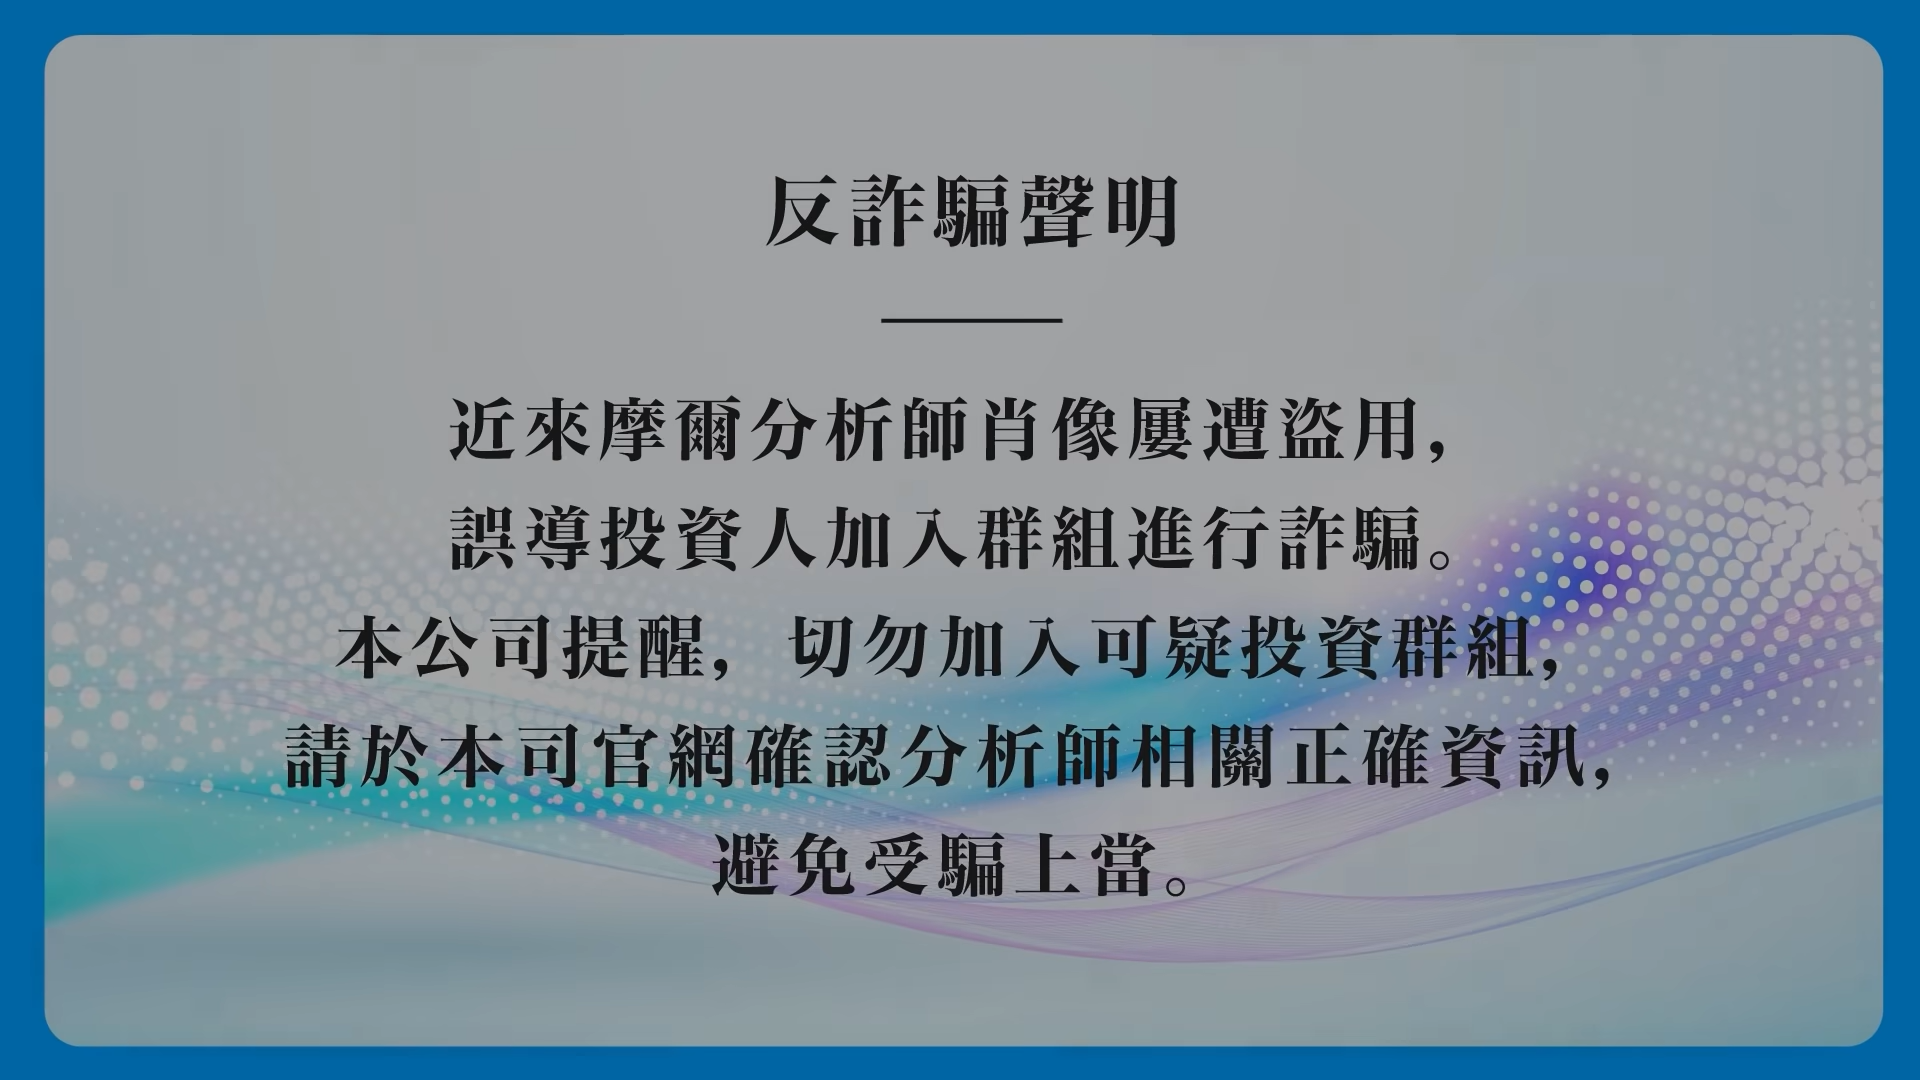 反詐騙聲明
近來摩爾分析師肖像屢遭盜用，
誤導投資人加入群組進行詐騙。
本公司提醒，切勿加入可疑投資群組，
請於本司官網確認分析師相關正確資訊，
避免受騙上當。